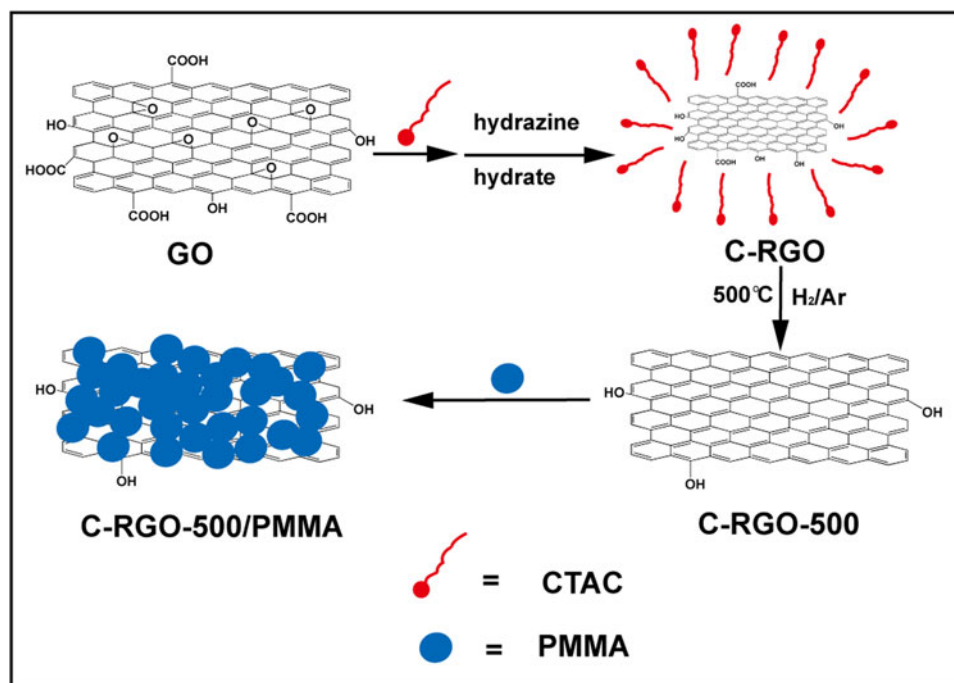 COOH
O
O
O
HO
O
O
O
OH
HOOC
O
COOH
OH
COOH
GO
hydrazine
hydrate
COOH
HO
OH
HO
COOH
OH
OH
C-RGO
500°C
H₂/Ar
HO
OH
OH
C-RGO-500/PMMA
HO
OH
OH
C-RGO-500
= CTAC
= PMMA